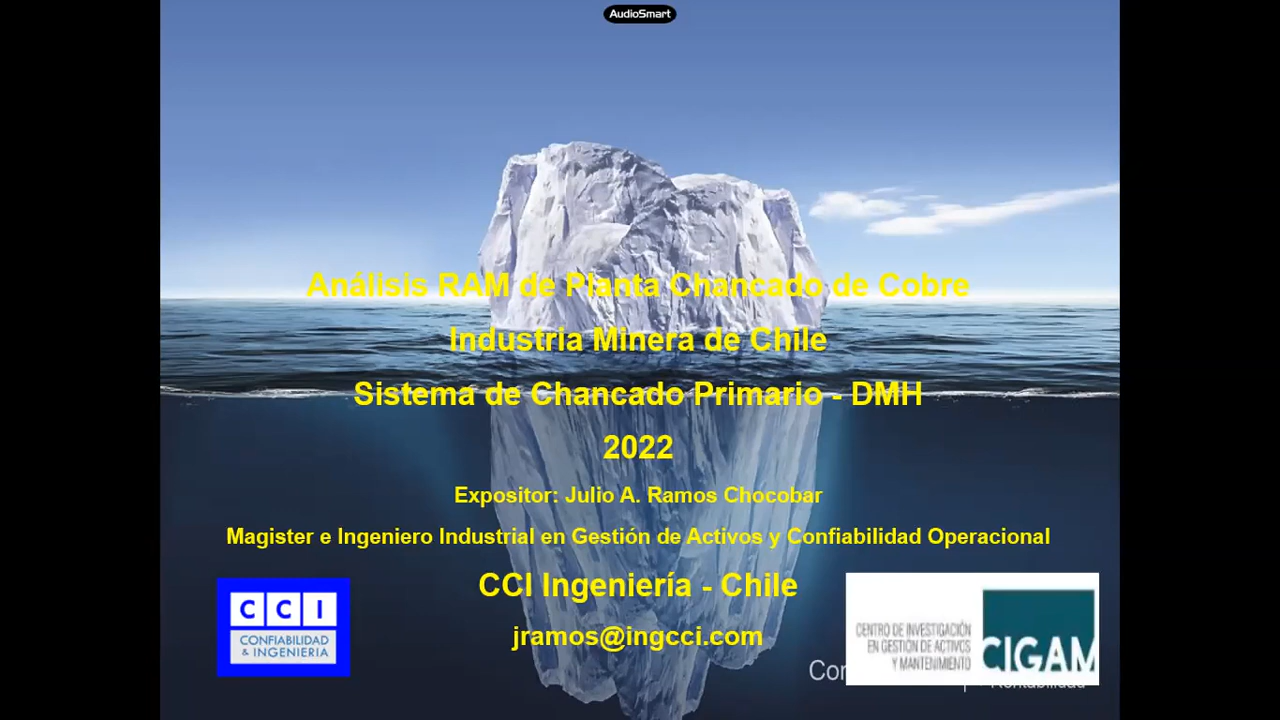 AudioSmart
Análisis RAM de Planta Chancado de Cobre
Industria Minera de Chile
Sistema de Chancado Primario - DMH
2022
Expositor: Julio A. Ramos Chocobar
Magister e Ingeniero Industrial en Gestión de Activos y Confiabilidad Operacional
CCI Ingeniería - Chile
jramos@ingcci.com
CCI
CONFIABILIDAD
& INGENIERIA
CENTRO DE INVESTIGACIÓN
EN GESTIÓN DE ACTIVOS
Y MANTENIMIENTO
CIGAM